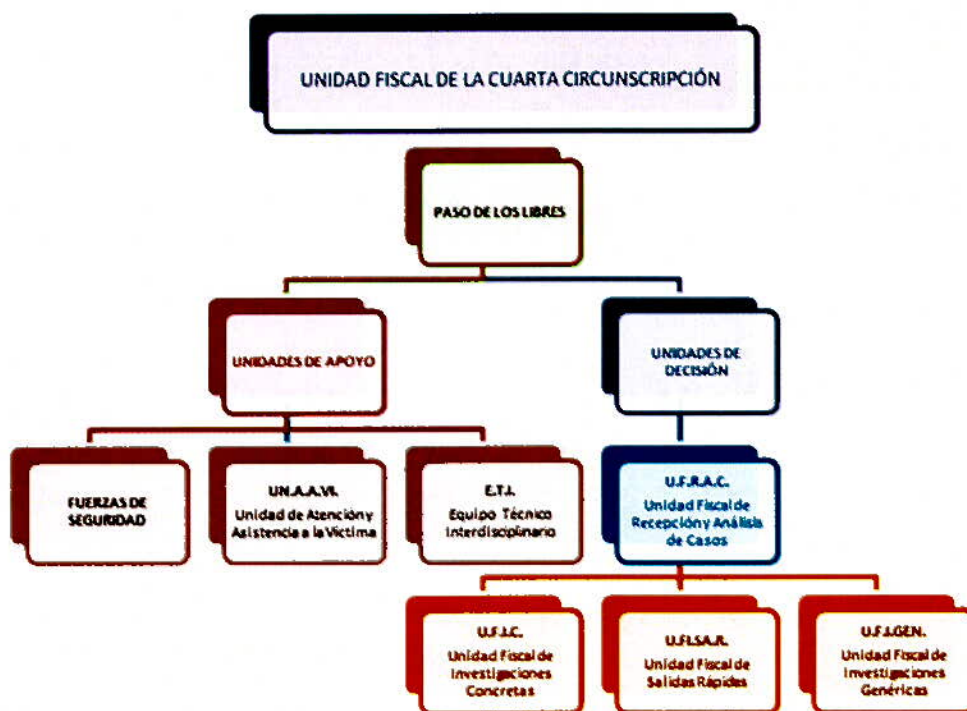 UNIDAD FISCAL DE LA CUARTA CIRCUNSCRIPCIÓN
PASO DE LOS LIBRES
UNIDADES DE APOYO
UNIDADES DE
DECISIÓN
FUERZAS DE
SEGURIDAD
UN.A.A.VI.
Unidad de Atención y
Asistencia a la Víctima
E.T.I.
Equipo Técnico
Interdisciplinario
U.F.R.A.C.
Unidad Fiscal de
Recepción y Análisis
de Casos
U.F.I.C.
Unidad Fiscal de
Investigaciones
Concretas
U.FI.SA.R.
Unidad Fiscal de
Salidas Rápidas
U.F.I.GEN.
Unidad Fiscal de
Investigaciones
Genéricas